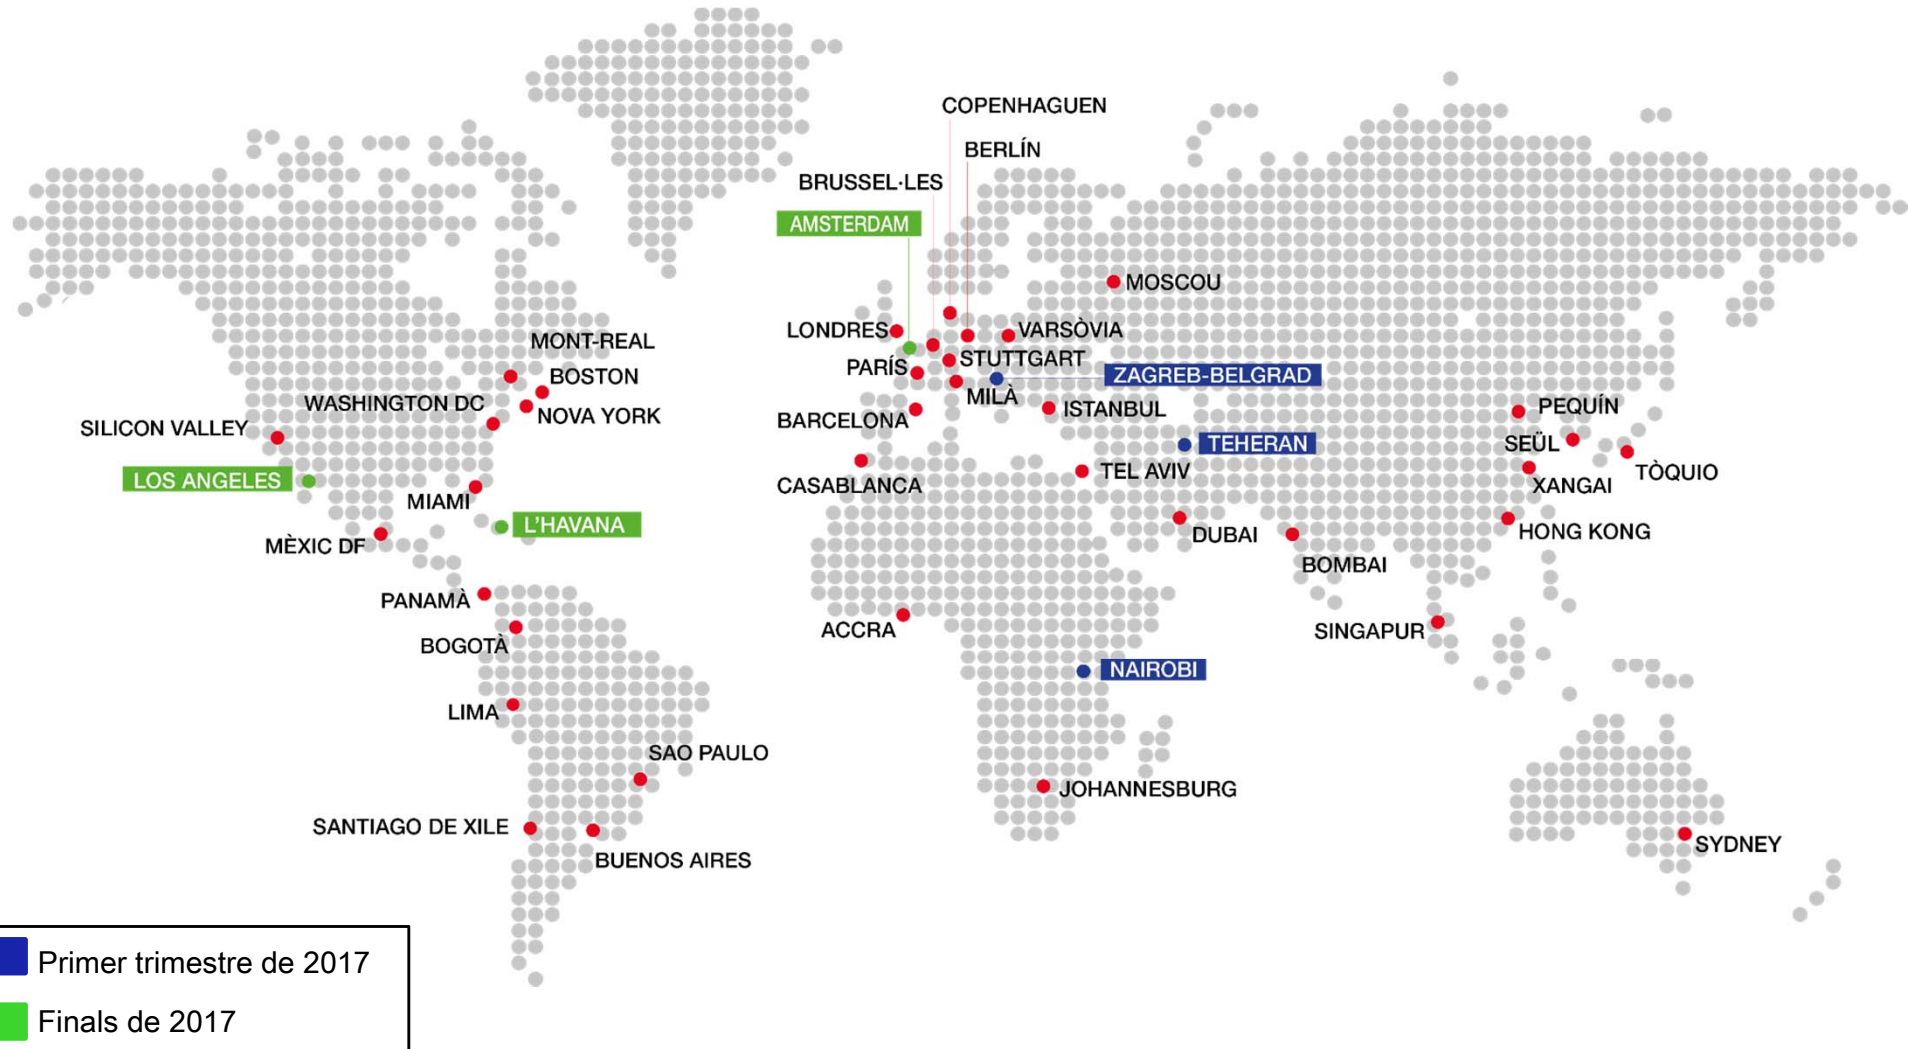 COPENHAGUEN
BERLÍN
BRUSSEL·LES
AMSTERDAM
MOSCOU
LONDRES
VARSÒVIA
MONT-REAL
STUTTGART
PARÍS
ZAGREB-BELGRAD
BOSTON
MILÀ
WASHINGTON DC
PEQUÍN
ISTANBUL
NOVA YORK
BARCELONA
SILICON VALLEY
TEHERAN
SEÜL
TEL AVIV
TÒQUIO
LOS ANGELES
CASABLANCA
XANGAI
MIAMI
L'HAVANA
HONG KONG
DUBAI
MÈXIC DF
BOMBAI
PANAMÀ
ACCRA
SINGAPUR
BOGOTÀ
NAIROBI
LIMA
SAO PAULO
JOHANNESBURG
SANTIAGO DE XILE
SYDNEY
BUENOS AIRES
Primer trimestre de 2017
Finals de 2017